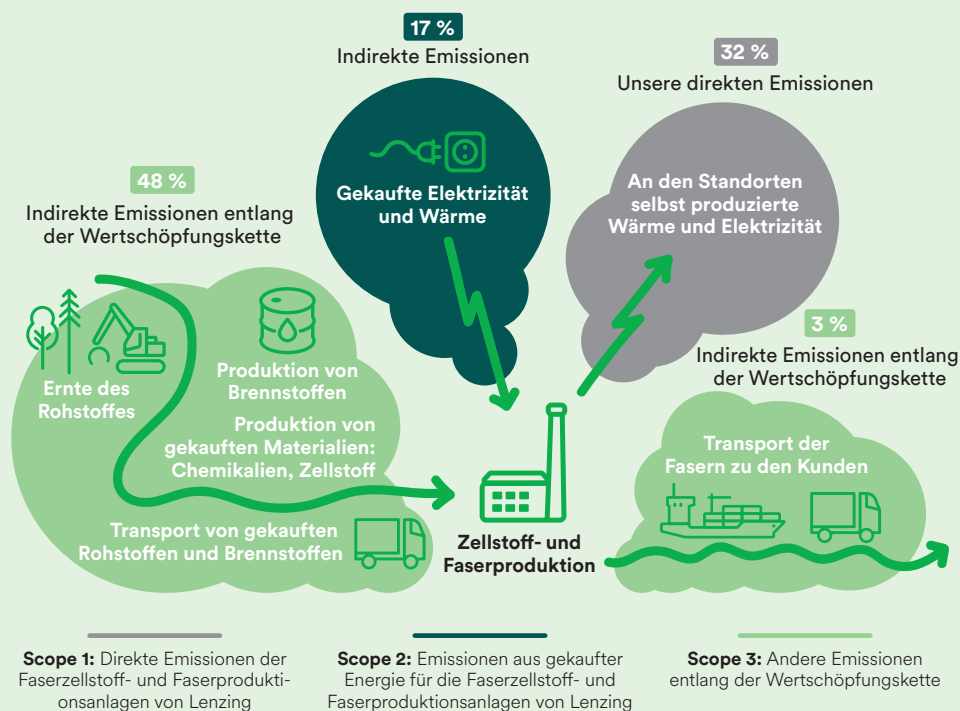 17 %
Indirekte Emissionen
Gekaufte Elektrizität
und Wärme
32 %
Unsere direkten Emissionen
An den Standorten
selbst produzierte
Wärme und Elektrizität
48 %
Indirekte Emissionen entlang
der Wertschöpfungskette
Ernte des
Rohstoffes
Produktion von
Brennstoffen
Produktion von
gekauften Materialien:
Chemikalien, Zellstoff
Transport von gekauften
Rohstoffen und Brennstoffen
Zellstoff- und
Faserproduktion
3 %
Indirekte Emissionen entlang
der Wertschöpfungskette
Transport der
Fasern zu den Kunden
Scope 1: Direkte Emissionen der
Faserzellstoff- und Faserprodukti-
onsanlagen von Lenzing
Scope 2: Emissionen aus gekaufter
Energie für die Faserzellstoff- und
Faserproduktionsanlagen von Lenzing
Scope 3: Andere Emissionen
entlang der Wertschöpfungskette